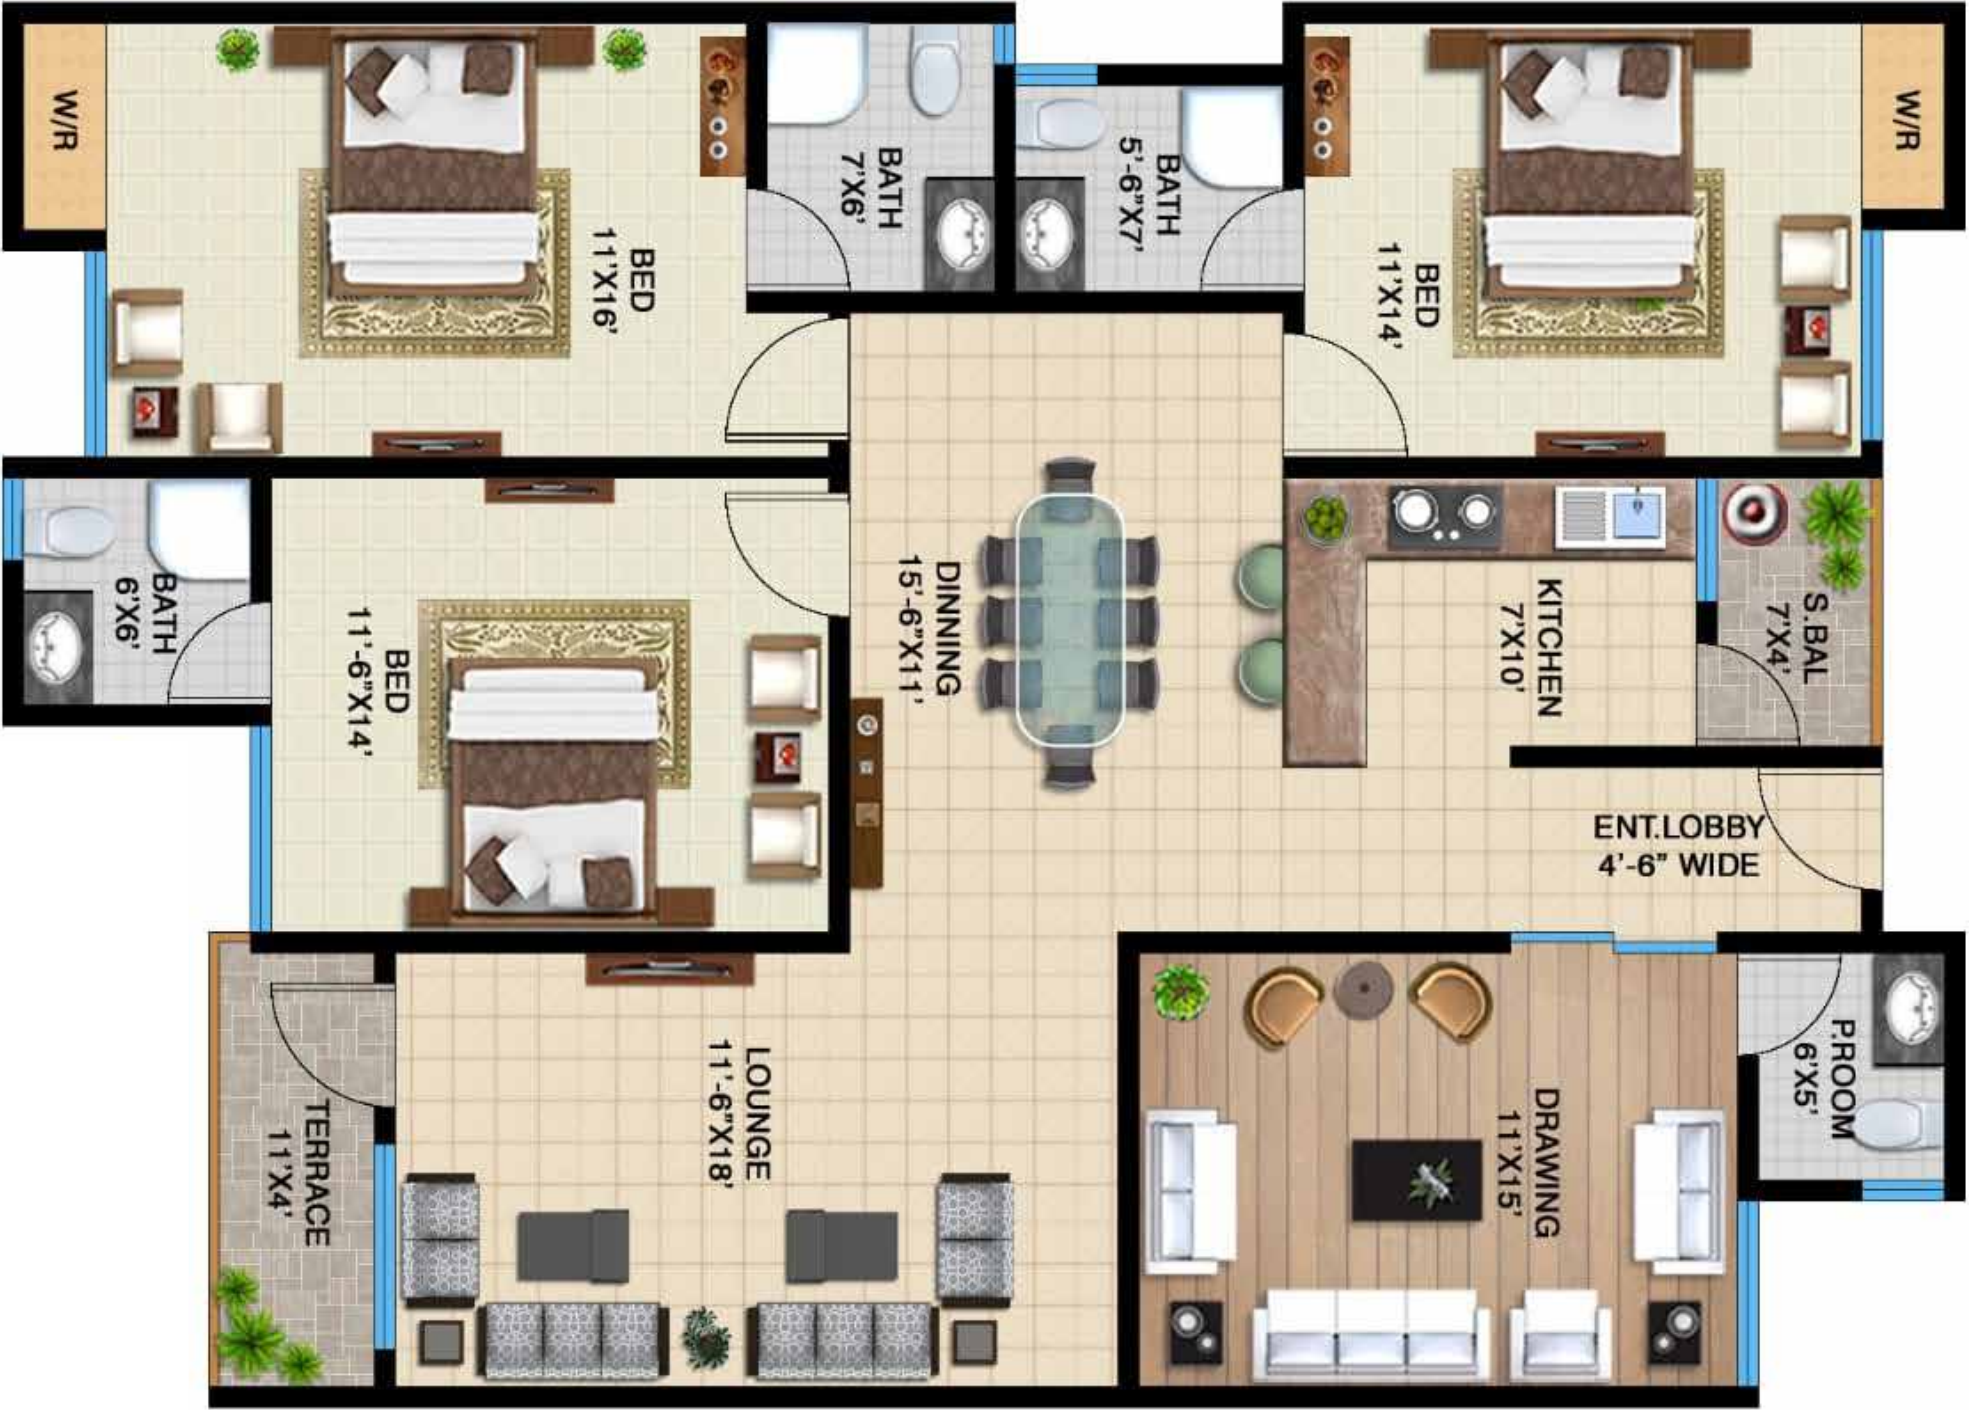 W/R
BED
11'X16'
BATH
7'X6'
BATH
5'-6"X7'
BED
11'X14'
W/R
BATH
6'X6'
BED
11'-6"X14'
DINNING
15'-6"X11'
KITCHEN
7'X10'
S.BAL
7'X4'
ENT.LOBBY
4'-6" WIDE
TERRACE
11'X4'
LOUNGE
11'-6"X18'
DRAWING
11'X15'
P.ROOM
6'X5'